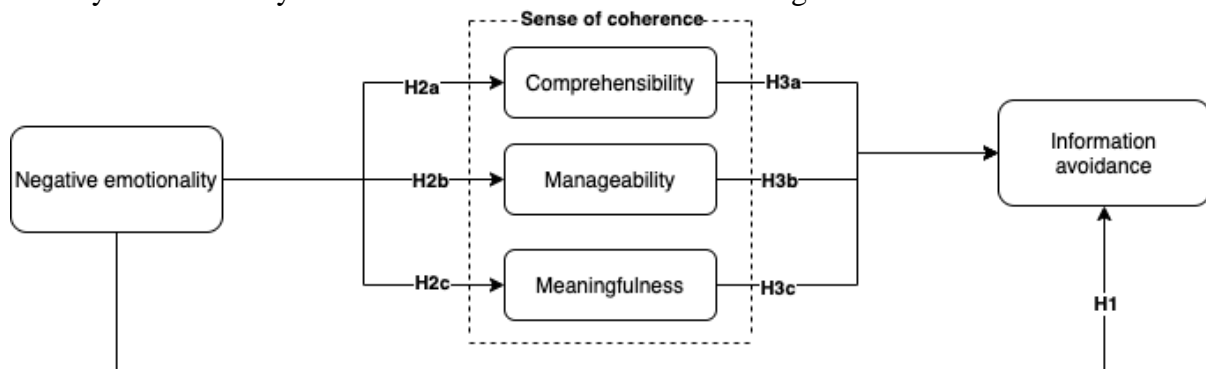 Sense of coherence
H2a
Comprehensibility
H3a
Negative emotionality
H2b
Manageability
H3b
Information
avoidance
H2c
Meaningfulness
H3c
H1